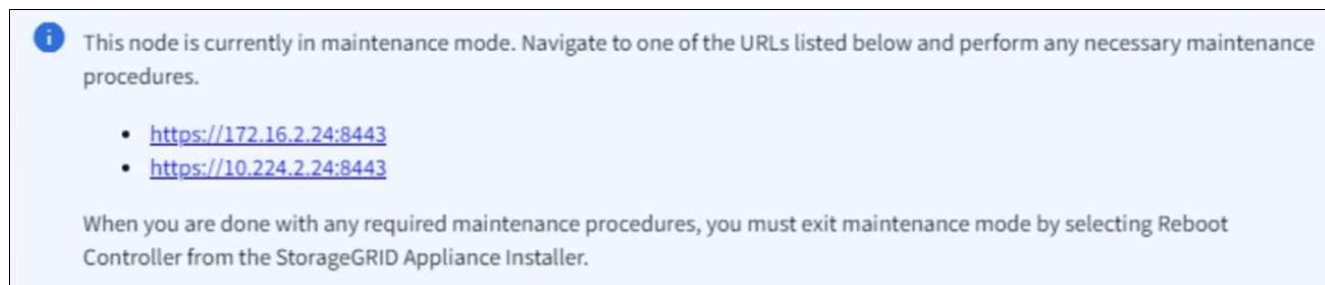 This node is currently in maintenance mode. Navigate to one of the URLs listed below and perform any necessary maintenance
procedures.
• https://172.16.2.24:8443
• https://10.224.2.24:8443
When you are done with any required maintenance procedures, you must exit maintenance mode by selecting Reboot
Controller from the StorageGRID Appliance Installer.